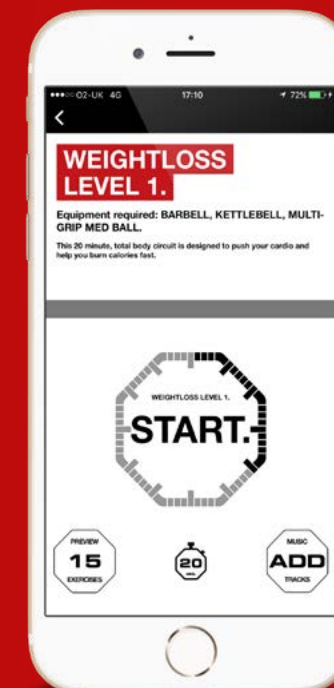 O2-UK 4G 17:10 72%
WEIGHTLOSS
LEVEL 1.
Equipment required: BARBELL, KETTLEBELL, MULTI-
GRIP MED BALL.
This 20 minute, total body circuit is designed to push your cardio and
help you burn calories fast.
WEIGHTLOSS LEVEL 1.
START.
PREVIEW
15
EXERCISES
20
MUSIC
ADD
TRACKS